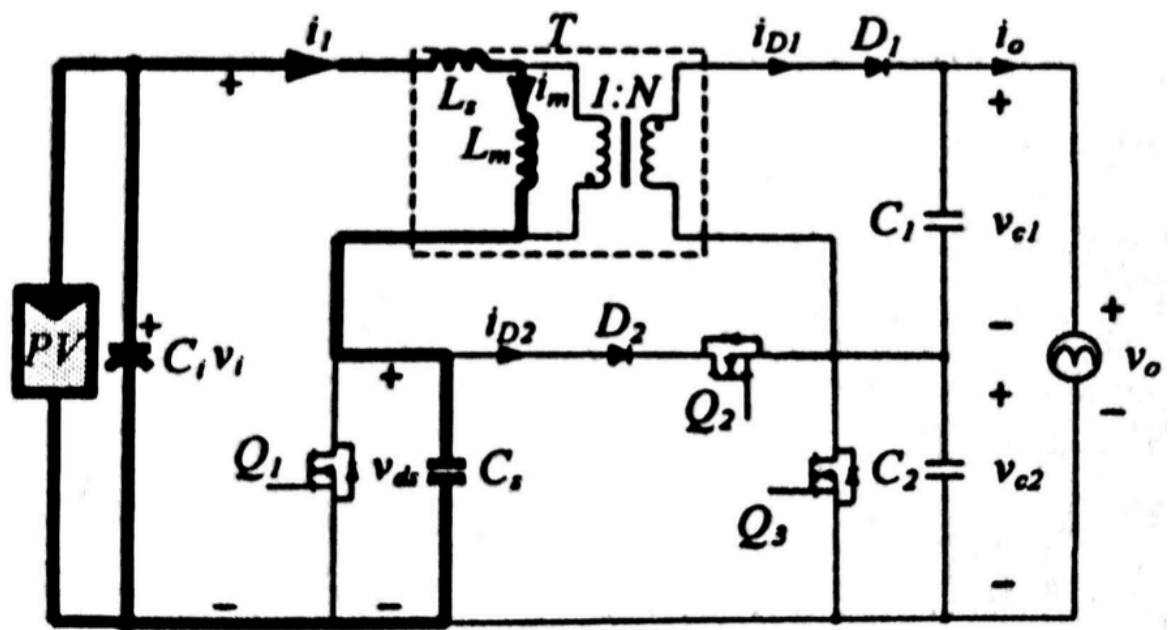 i1
T
iD1
D1
io
+
Ls
im
1:N
+
Lm
C1
vc1
PV
+
Ci
vi
iD2
D2
−
+
vo
−
+
Q2
+
Q1
vds
Cs
Q3
C2
vc2
−
−
−